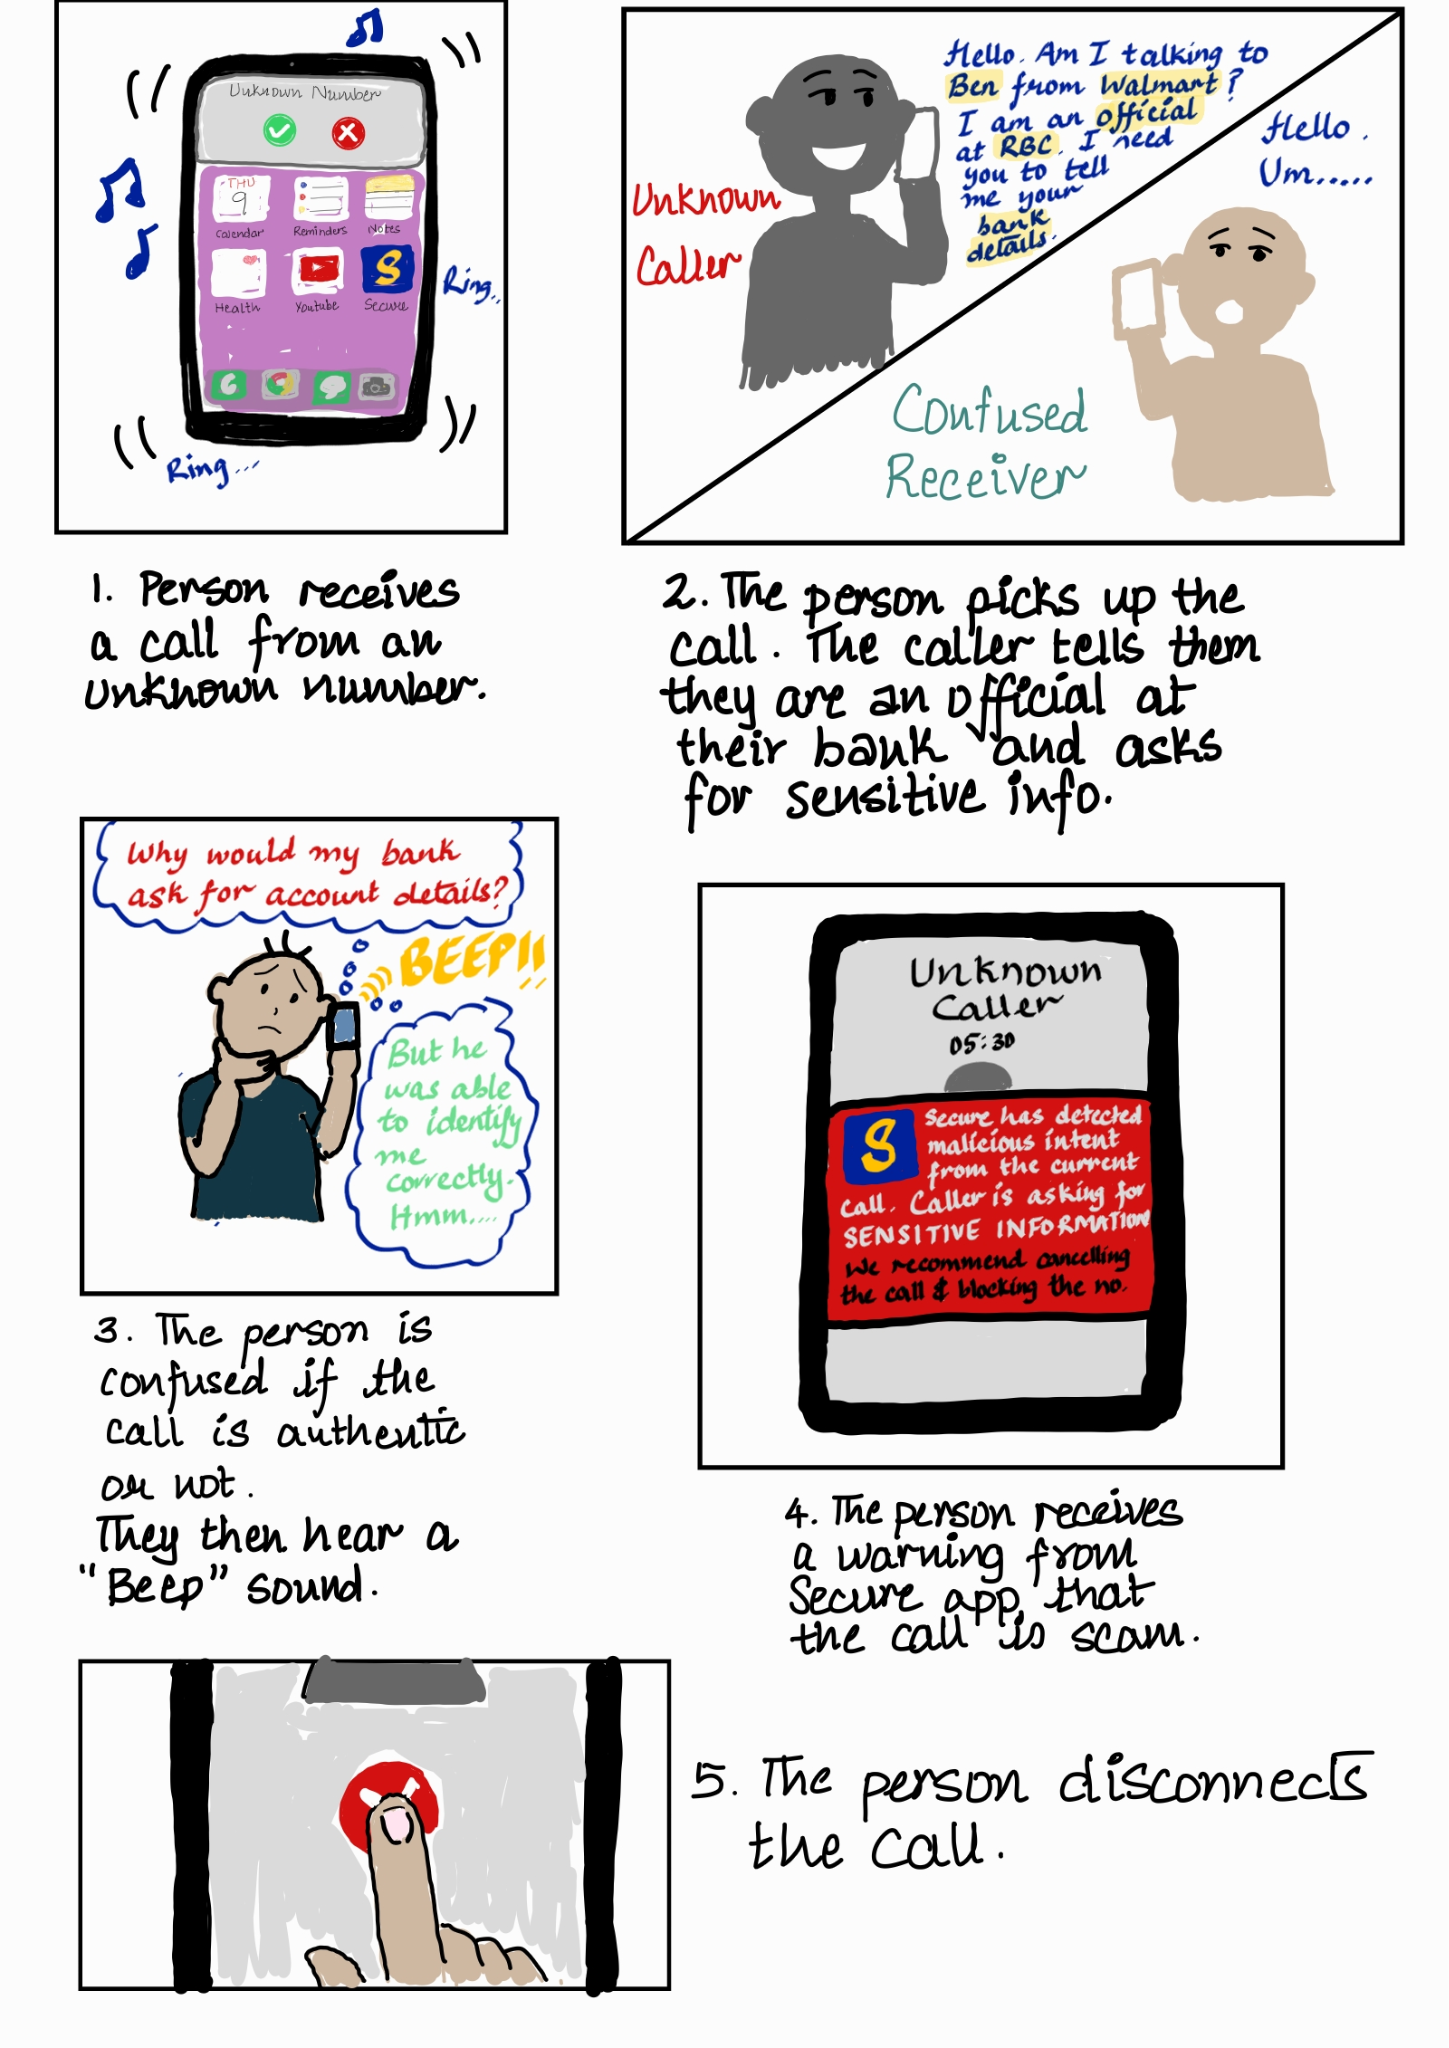 Unknown Number
THU
9
Calendar
Reminders
Notes
Health
Youtube
S
Secure
Ring..
Ring...
1. Person receives
a call from an
unknown number.
Unknown
Caller
Hello. Am I talking to
Ben from Walmart?
I am an official
at RBC. I need
you to tell
me your
bank
details.
Hello.
Um.....
Confused
Receiver
2. The person picks up the
call. The caller tells them
they are an official at
their bank and asks
for sensitive info.
Why would my bank
ask for account details?
BEEP!!
But he
was able
to identify
me
correctly.
Hmm....
3. The person is
confused if the
call is authentic
or not.
They then hear a
"Beep" sound.
Unknown
Caller
05:30
S
Secure has detected
malicious intent
from the current
call. Caller is asking for
SENSITIVE INFORMATION
We recommend cancelling
the call & blocking the no.
4. The person receives
a warning from
Secure app, that
the call is scam.
5. The person disconnects
the call.